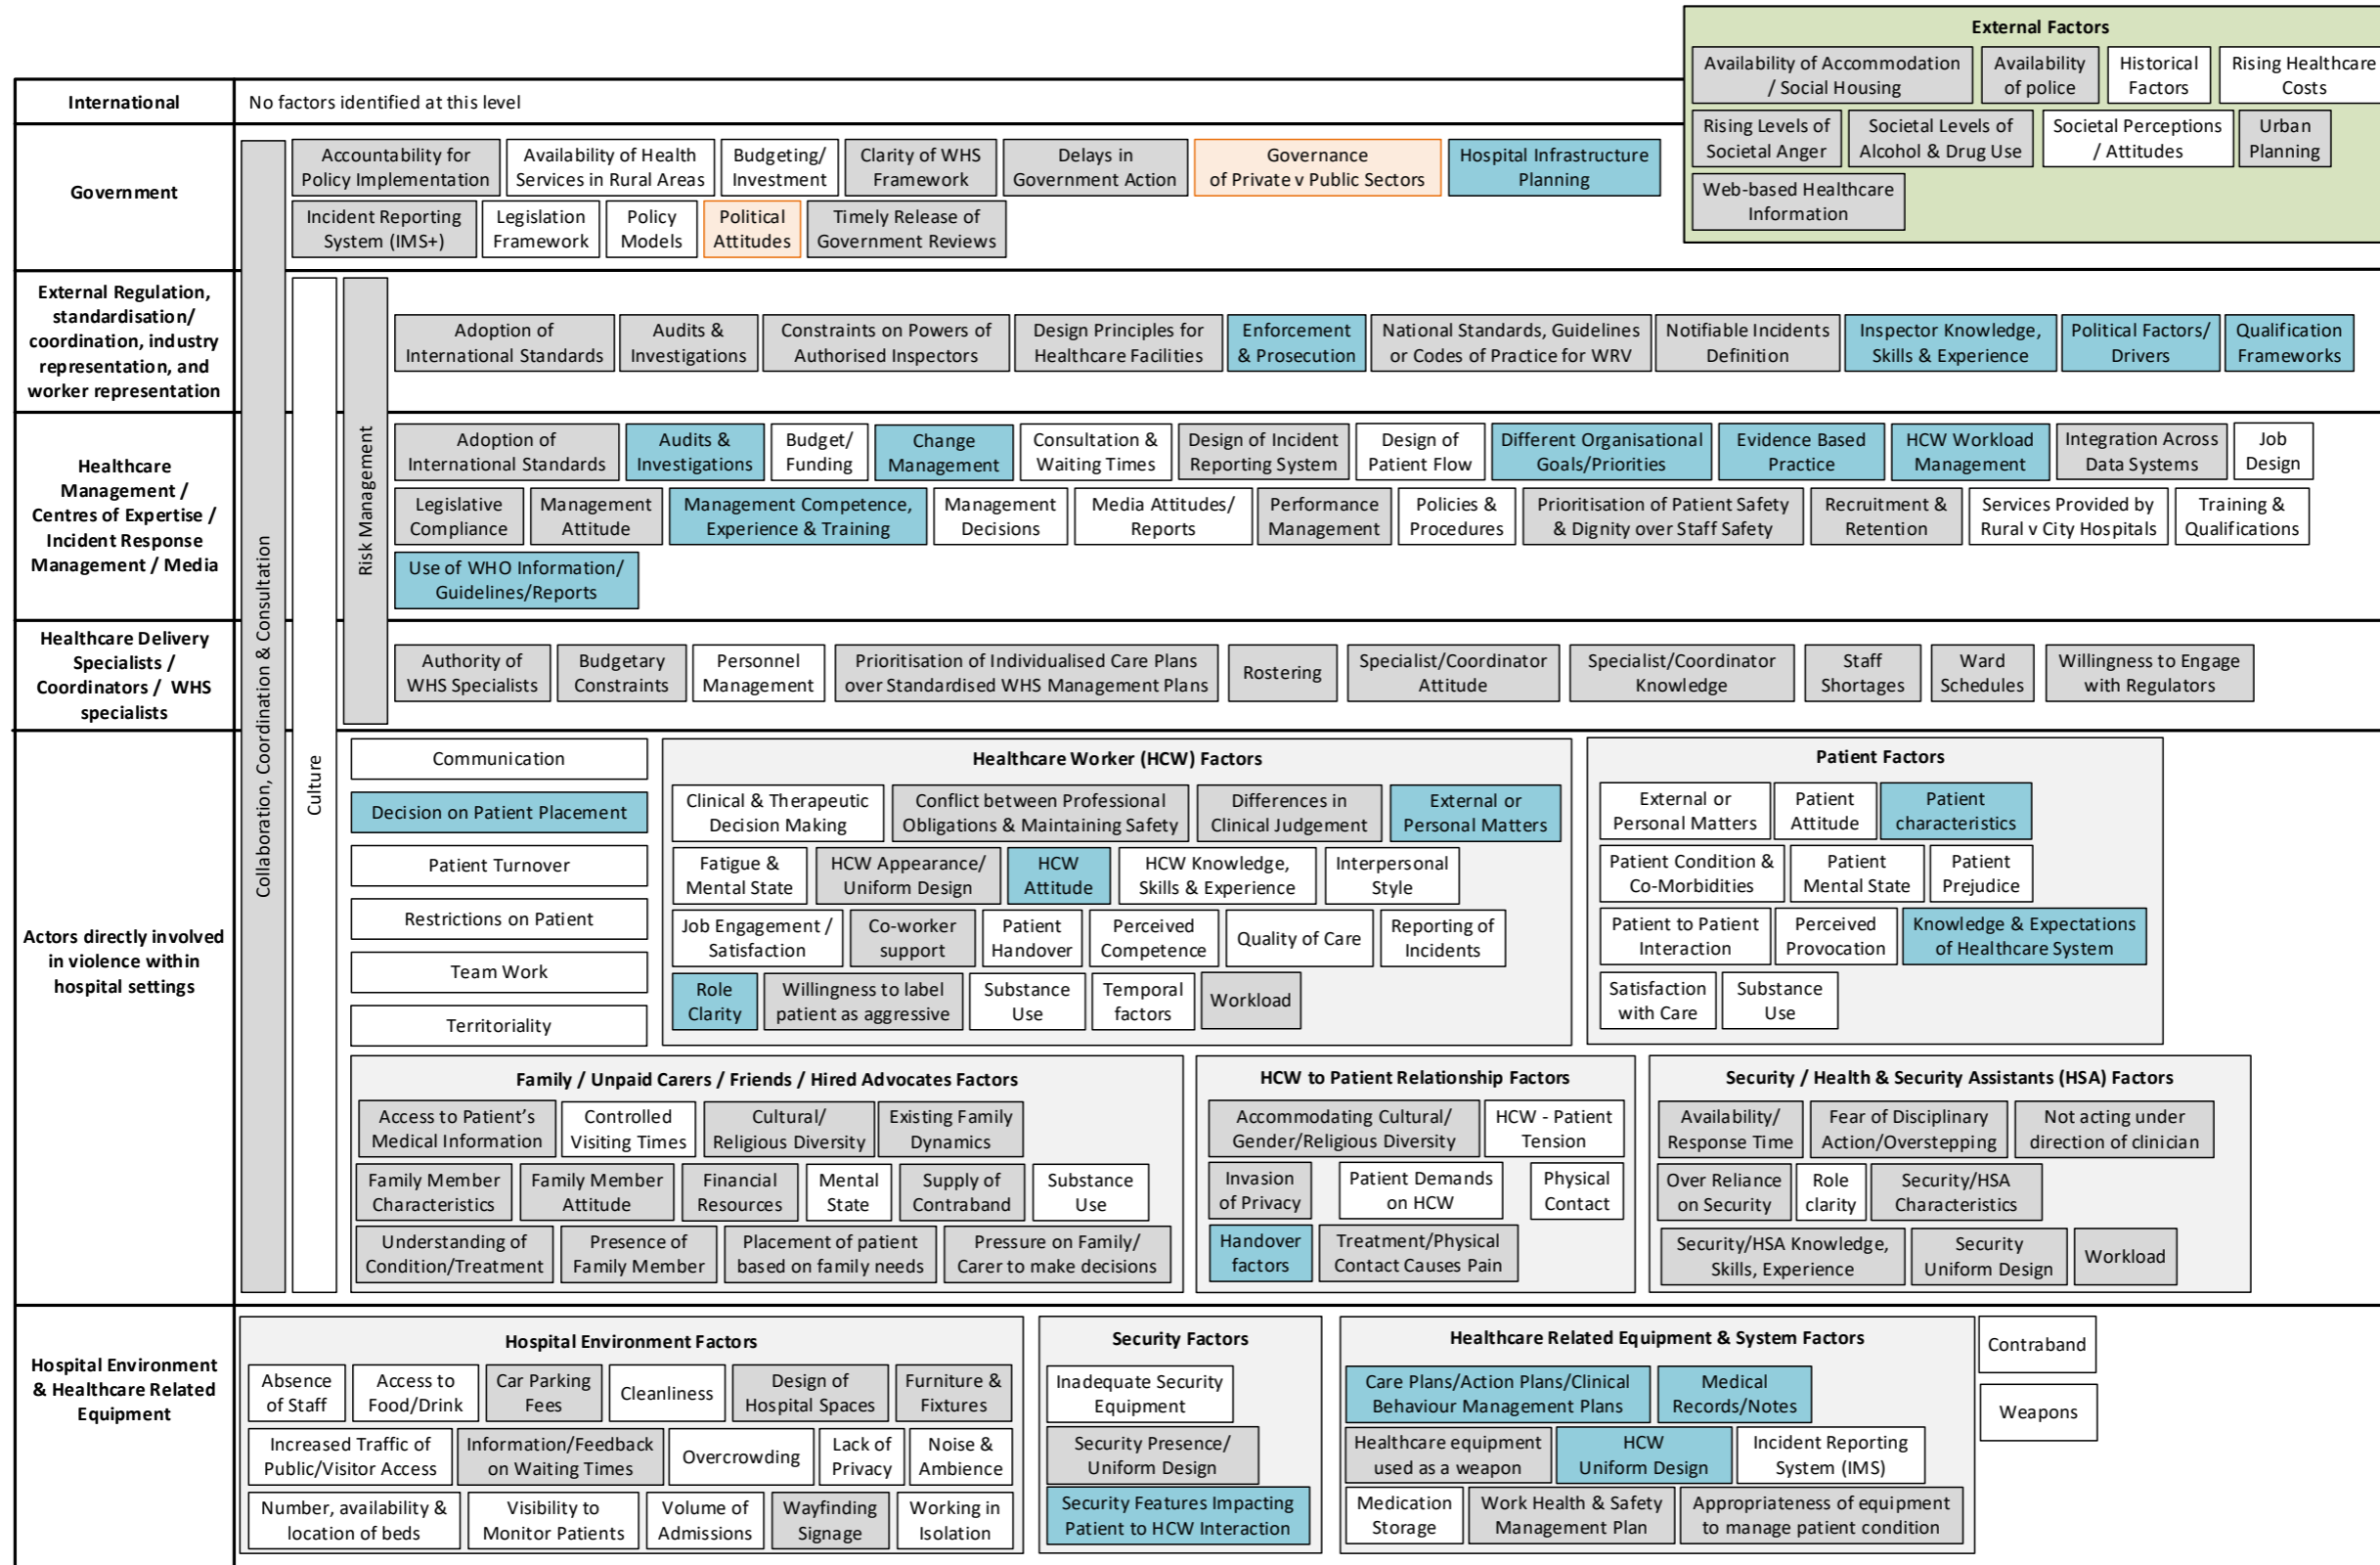 External Factors
Availability of Accommodation
/ Social Housing
Availability
of police
Historical
Factors
Rising Healthcare
Costs
Rising Levels of
Societal Anger
Societal Levels of
Alcohol & Drug Use
Societal Perceptions
/ Attitudes
Urban
Planning
Web-based Healthcare
Information
International
No factors identified at this level
Collaboration, Coordination & Consultation
Culture
Risk Management
Government
Accountability for
Policy Implementation
Availability of Health
Services in Rural Areas
Budgeting/
Investment
Clarity of WHS
Framework
Delays in
Government Action
Governance
of Private v Public Sectors
Hospital Infrastructure
Planning
Incident Reporting
System (IMS+)
Legislation
Framework
Policy
Models
Political
Attitudes
Timely Release of
Government Reviews
External Regulation,
standardisation/
coordination, industry
representation, and
worker representation
Adoption of
International Standards
Audits &
Investigations
Constraints on Powers of
Authorised Inspectors
Design Principles for
Healthcare Facilities
Enforcement
& Prosecution
National Standards, Guidelines
or Codes of Practice for WRV
Notifiable Incidents
Definition
Inspector Knowledge,
Skills & Experience
Political Factors/
Drivers
Qualification
Frameworks
Healthcare
Management /
Centres of Expertise /
Incident Response
Management / Media
Adoption of
International Standards
Audits &
Investigations
Budget/
Funding
Change
Management
Consultation &
Waiting Times
Design of Incident
Reporting System
Design of
Patient Flow
Different Organisational
Goals/Priorities
Evidence Based
Practice
HCW Workload
Management
Integration Across
Data Systems
Job
Design
Legislative
Compliance
Management
Attitude
Management Competence,
Experience & Training
Management
Decisions
Media Attitudes/
Reports
Performance
Management
Policies &
Procedures
Prioritisation of Patient Safety
& Dignity over Staff Safety
Recruitment &
Retention
Services Provided by
Rural v City Hospitals
Training &
Qualifications
Use of WHO Information/
Guidelines/Reports
Healthcare Delivery
Specialists /
Coordinators / WHS
specialists
Authority of
WHS Specialists
Budgetary
Constraints
Personnel
Management
Prioritisation of Individualised Care Plans
over Standardised WHS Management Plans
Rostering
Specialist/Coordinator
Attitude
Specialist/Coordinator
Knowledge
Staff
Shortages
Ward
Schedules
Willingness to Engage
with Regulators
Actors directly involved
in violence within
hospital settings
Communication
Decision on Patient Placement
Patient Turnover
Restrictions on Patient
Team Work
Territoriality
Healthcare Worker (HCW) Factors
Clinical & Therapeutic
Decision Making
Conflict between Professional
Obligations & Maintaining Safety
Differences in
Clinical Judgement
External or
Personal Matters
Fatigue &
Mental State
HCW Appearance/
Uniform Design
HCW
Attitude
HCW Knowledge,
Skills & Experience
Interpersonal
Style
Job Engagement /
Satisfaction
Co-worker
support
Patient
Handover
Perceived
Competence
Quality of Care
Reporting of
Incidents
Role
Clarity
Willingness to label
patient as aggressive
Substance
Use
Temporal
factors
Workload
Patient Factors
External or
Personal Matters
Patient
Attitude
Patient
characteristics
Patient Condition &
Co-Morbidities
Patient
Mental State
Patient
Prejudice
Patient to Patient
Interaction
Perceived
Provocation
Knowledge & Expectations
of Healthcare System
Satisfaction
with Care
Substance
Use
Family / Unpaid Carers / Friends / Hired Advocates Factors
Access to Patient's
Medical Information
Controlled
Visiting Times
Cultural/
Religious Diversity
Existing Family
Dynamics
Family Member
Characteristics
Family Member
Attitude
Financial
Resources
Mental
State
Supply of
Contraband
Substance
Use
Understanding of
Condition/Treatment
Presence of
Family Member
Placement of patient
based on family needs
Pressure on Family/
Carer to make decisions
HCW to Patient Relationship Factors
Accommodating Cultural/
Gender/Religious Diversity
HCW - Patient
Tension
Invasion
of Privacy
Patient Demands
on HCW
Physical
Contact
Handover
factors
Treatment/Physical
Contact Causes Pain
Security / Health & Security Assistants (HSA) Factors
Availability/
Response Time
Fear of Disciplinary
Action/Overstepping
Not acting under
direction of clinician
Over Reliance
on Security
Role
clarity
Security/HSA
Characteristics
Security/HSA Knowledge,
Skills, Experience
Security
Uniform Design
Workload
Hospital Environment
& Healthcare Related
Equipment
Hospital Environment Factors
Absence
of Staff
Access to
Food/Drink
Car Parking
Fees
Cleanliness
Design of
Hospital Spaces
Furniture &
Fixtures
Increased Traffic of
Public/Visitor Access
Information/Feedback
on Waiting Times
Overcrowding
Lack of
Privacy
Noise &
Ambience
Number, availability &
location of beds
Visibility to
Monitor Patients
Volume of
Admissions
Wayfinding
Signage
Working in
Isolation
Security Factors
Inadequate Security
Equipment
Security Presence/
Uniform Design
Security Features Impacting
Patient to HCW Interaction
Healthcare Related Equipment & System Factors
Care Plans/Action Plans/Clinical
Behaviour Management Plans
Medical
Records/Notes
Healthcare equipment
used as a weapon
HCW
Uniform Design
Incident Reporting
System (IMS)
Medication
Storage
Work Health & Safety
Management Plan
Appropriateness of equipment
to manage patient condition
Contraband
Weapons